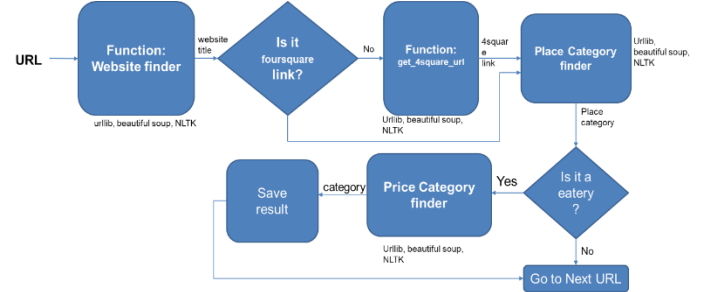 URL
Function:
Website finder
urllib, beautiful soup, NLTK
website
title
Is it
foursquare
link?
No
Function:
get_4square_url
Urllib, beautiful soup,
NLTK
4squar
e
link
Place Category
finder
Urllib,
beautiful soup,
NLTK
Place
category
Is it a
eatery
?
Yes
Price Category
finder
Urllib, beautiful soup,
NLTK
category
Save
result
No
Go to Next URL